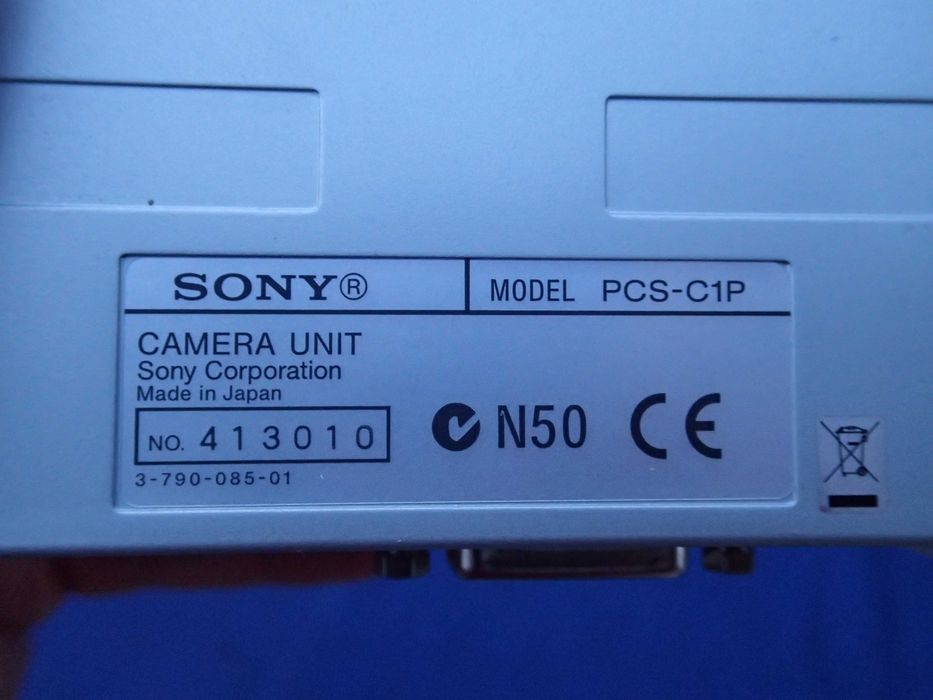 SONY® MODEL PCS-C1P
CAMERA UNIT
Sony Corporation
Made in Japan
NO. 413010
N50 CE
3-790-085-01